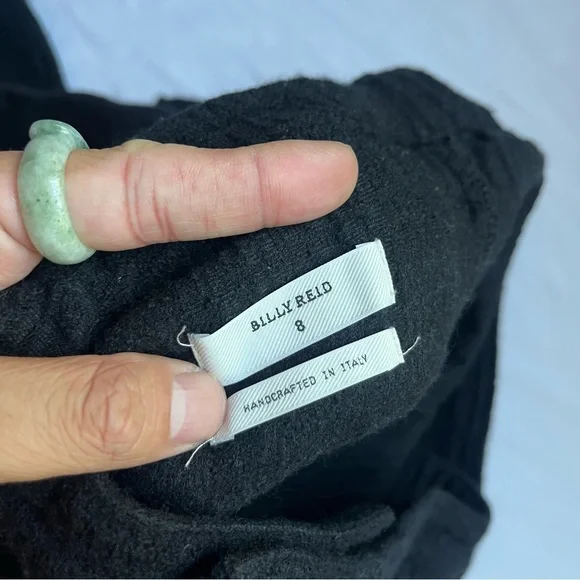 BILLY REID
8
HANDCRAFTED IN ITALY